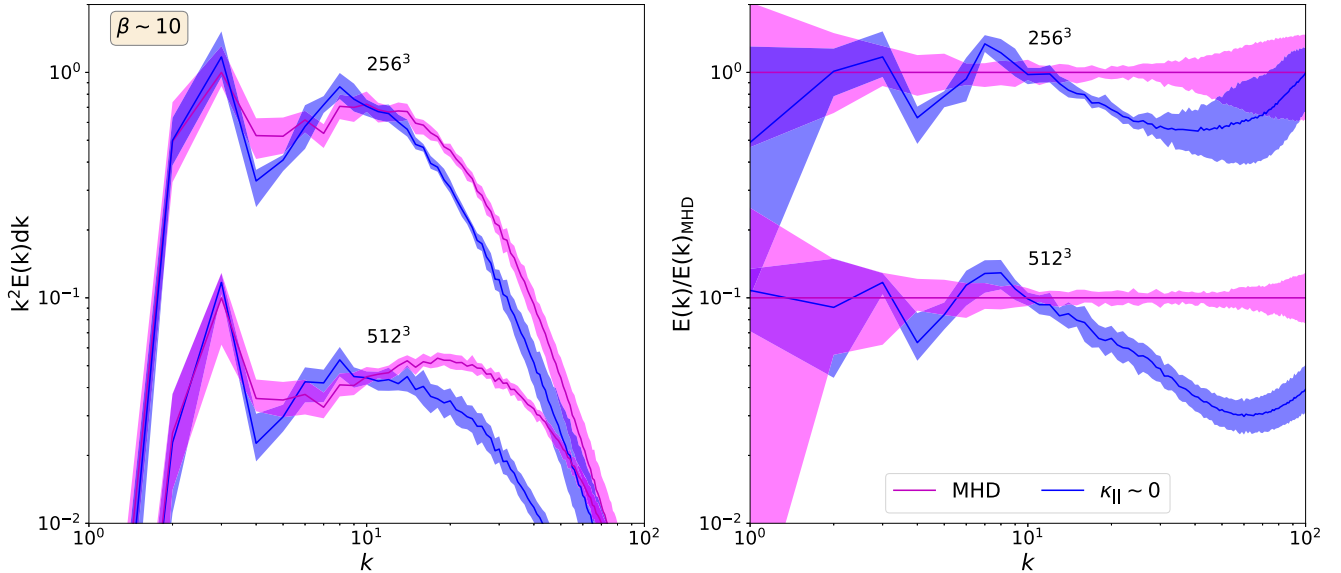 β ∼ 10
256³
512³
k²E(k)dk
10⁰
10⁻¹
10⁻²
10⁰
10¹
10²
k
256³
512³
E(k)/E(k)MHD
10⁰
10⁻¹
10⁻²
MHD
κ|| ∼ 0
10⁰
10¹
10²
k